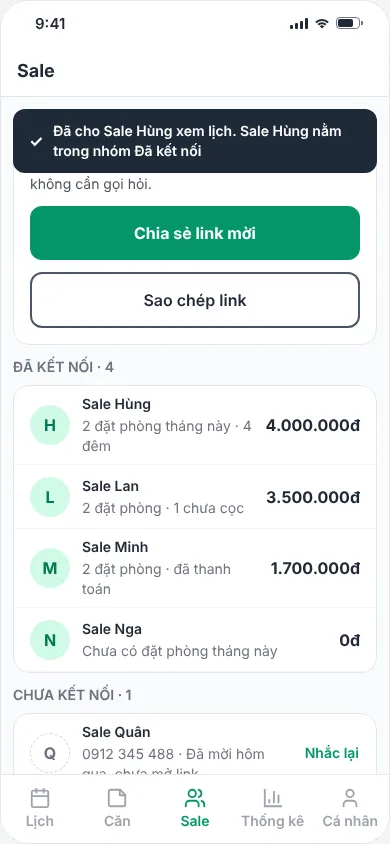 9:41
Sale
Đã cho Sale Hùng xem lịch. Sale Hùng nằm
trong nhóm Đã kết nối
không cần gọi hỏi.
Chia sẻ link mời
Sao chép link
ĐÃ KẾT NỐI · 4
H
Sale Hùng
2 đặt phòng tháng này · 4
đêm
4.000.000đ
L
Sale Lan
2 đặt phòng · 1 chưa cọc
3.500.000đ
M
Sale Minh
2 đặt phòng · đã thanh
toán
1.700.000đ
N
Sale Nga
Chưa có đặt phòng tháng này
0đ
CHƯA KẾT NỐI · 1
Q
Sale Quân
0912 345 488 · Đã mời hôm
qua, chưa mở link
Nhắc lại
Lịch
Căn
Sale
Thống kê
Cá nhân